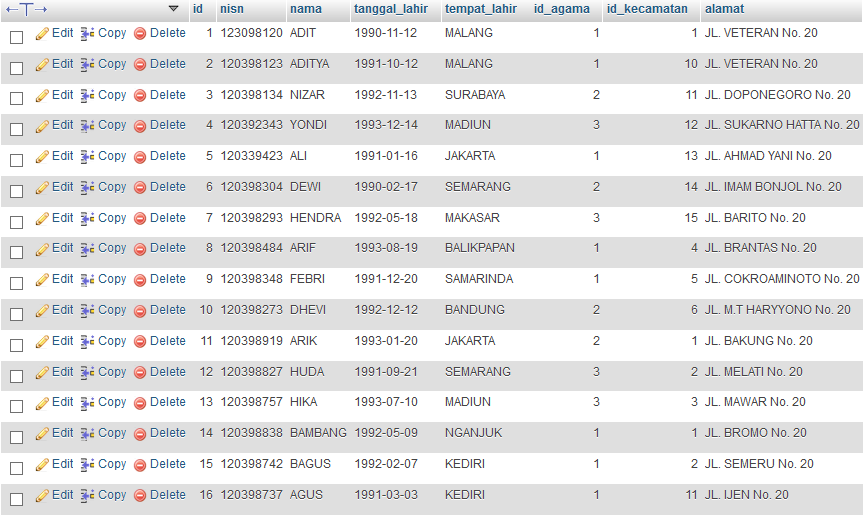 ←T→ id nisn nama tanggal_lahir tempat_lahir id_agama id_kecamatan alamat
Edit Copy Delete 1 123098120 ADIT 1990-11-12 MALANG 1 1 JL. VETERAN No. 20
Edit Copy Delete 2 120398123 ADITYA 1991-10-12 MALANG 1 10 JL. VETERAN No. 20
Edit Copy Delete 3 120398134 NIZAR 1992-11-13 SURABAYA 2 11 JL. DOPONEGORO No. 20
Edit Copy Delete 4 120392343 YONDI 1993-12-14 MADIUN 3 12 JL. SUKARNO HATTA No. 20
Edit Copy Delete 5 120339423 ALI 1991-01-16 JAKARTA 1 13 JL. AHMAD YANI No. 20
Edit Copy Delete 6 120398304 DEWI 1990-02-17 SEMARANG 2 14 JL. IMAM BONJOL No. 20
Edit Copy Delete 7 120398293 HENDRA 1992-05-18 MAKASAR 3 15 JL. BARITO No. 20
Edit Copy Delete 8 120398484 ARIF 1993-08-19 BALIKPAPAN 1 4 JL. BRANTAS No. 20
Edit Copy Delete 9 120398348 FEBRI 1991-12-20 SAMARINDA 1 5 JL. COKROAMINOTO No. 20
Edit Copy Delete 10 120398273 DHEVI 1992-12-12 BANDUNG 2 6 JL. M.T HARYYONO No. 20
Edit Copy Delete 11 120398919 ARIK 1993-01-20 JAKARTA 2 1 JL. BAKUNG No. 20
Edit Copy Delete 12 120398827 HUDA 1991-09-21 SEMARANG 3 2 JL. MELATI No. 20
Edit Copy Delete 13 120398757 HIKA 1993-07-10 MADIUN 3 3 JL. MAWAR No. 20
Edit Copy Delete 14 120398838 BAMBANG 1992-05-09 NGANJUK 1 1 JL. BROMO No. 20
Edit Copy Delete 15 120398742 BAGUS 1992-02-07 KEDIRI 1 2 JL. SEMERU No. 20
Edit Copy Delete 16 120398737 AGUS 1991-03-03 KEDIRI 1 11 JL. IJEN No. 20